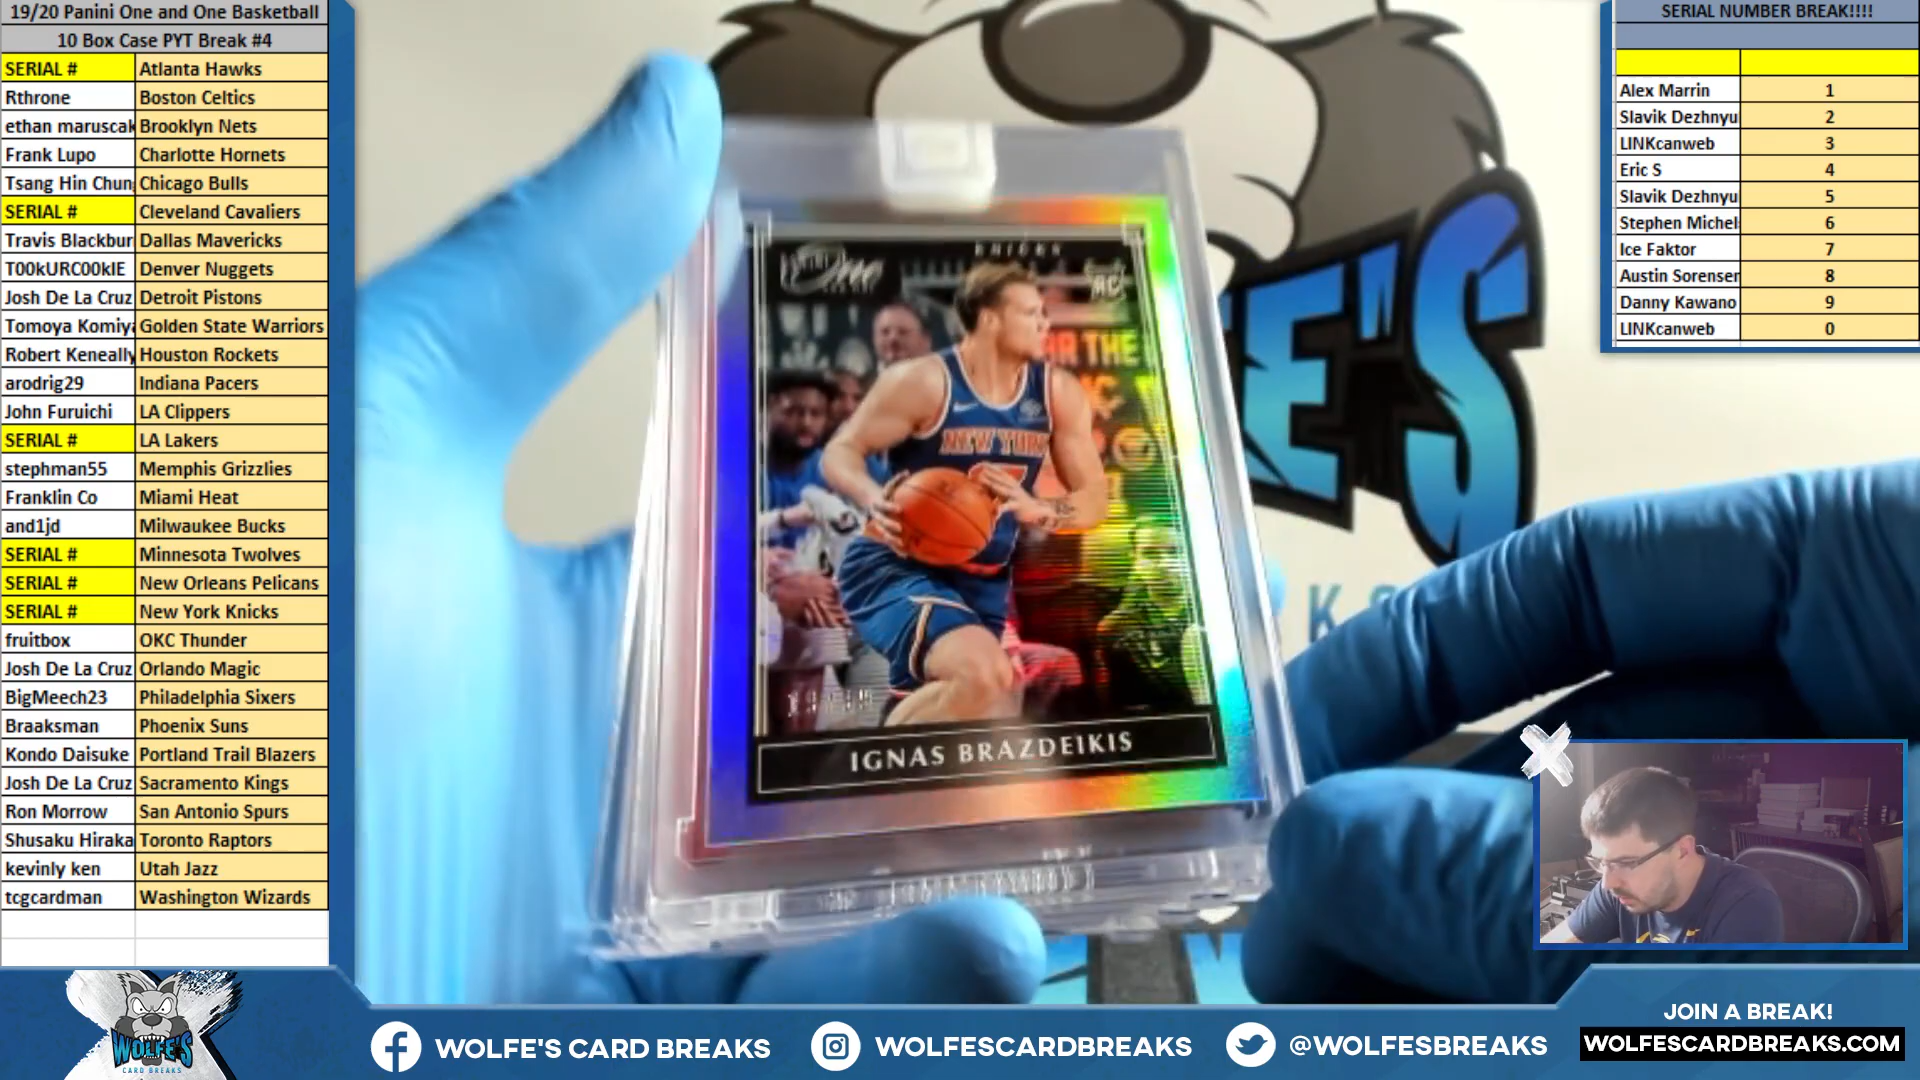 19/20 Panini One and One Basketball
10 Box Case PYT Break #4
SERIAL # Atlanta Hawks
Rthrone Boston Celtics
ethan maruscak Brooklyn Nets
Frank Lupo Charlotte Hornets
Tsang Hin Chun Chicago Bulls
SERIAL # Cleveland Cavaliers
Travis Blackbur Dallas Mavericks
T00kURC00kIE Denver Nuggets
Josh De La Cruz Detroit Pistons
Tomoya Komiya Golden State Warriors
Robert Keneally Houston Rockets
arodrig29 Indiana Pacers
John Furuichi LA Clippers
SERIAL # LA Lakers
stephman55 Memphis Grizzlies
Franklin Co Miami Heat
and1jd Milwaukee Bucks
SERIAL # Minnesota Twolves
SERIAL # New Orleans Pelicans
SERIAL # New York Knicks
fruitbox OKC Thunder
Josh De La Cruz Orlando Magic
BigMeech23 Philadelphia Sixers
Braaksman Phoenix Suns
Kondo Daisuke Portland Trail Blazers
Josh De La Cruz Sacramento Kings
Ron Morrow San Antonio Spurs
Shusaku Hiraka Toronto Raptors
kevinly ken Utah Jazz
tcgcardman Washington Wizards
KNICKS
One
RC
NEW YORK
IGNAS BRAZDEIKIS
SERIAL NUMBER BREAK!!!!
Alex Marrin 1
Slavik Dezhnyu 2
LINKcanweb 3
Eric S 4
Slavik Dezhnyu 5
Stephen Michel 6
Ice Faktor 7
Austin Sorensen 8
Danny Kawano 9
LINKcanweb 0
WOLFE'S
CARD BREAKS
WOLFE'S CARD BREAKS
WOLFESCARDBREAKS
@WOLFESBREAKS
JOIN A BREAK!
WOLFESCARDBREAKS.COM